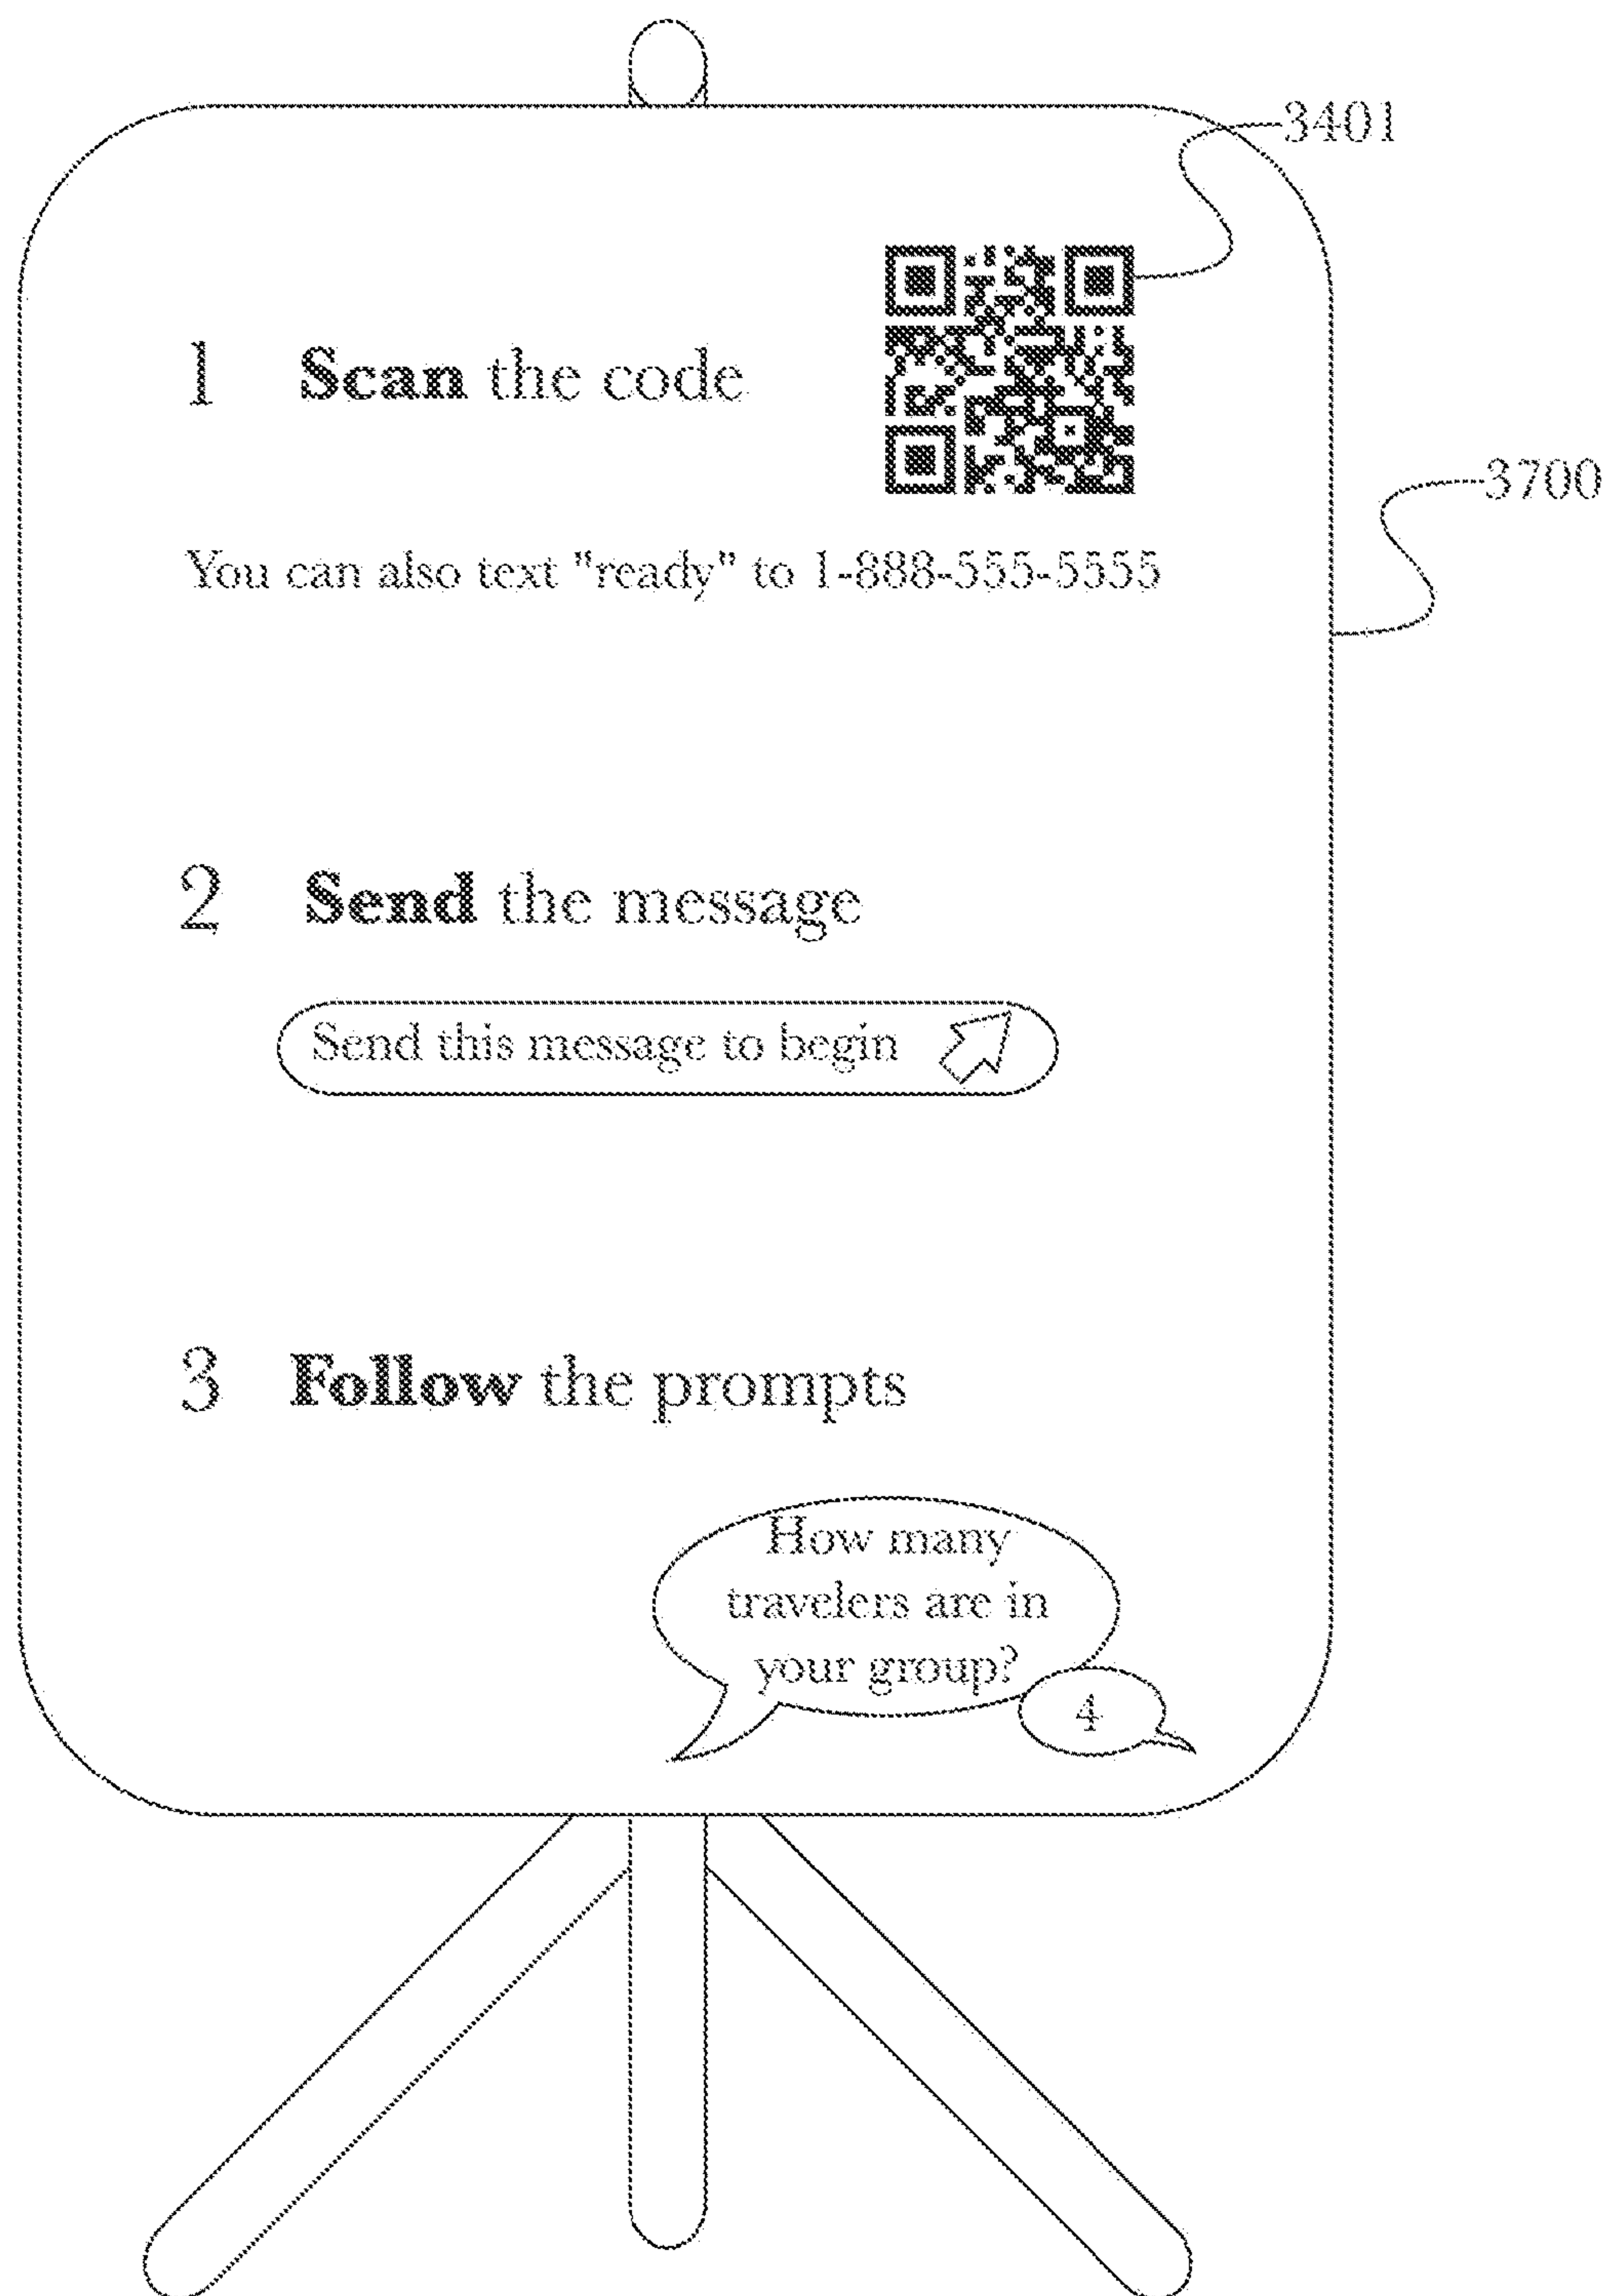 3401
1 Scan the code
3700
You can also text "ready" to 1-888-555-5555
2 Send the message
Send this message to begin
3 Follow the prompts
How many
travelers are in
your group?
4